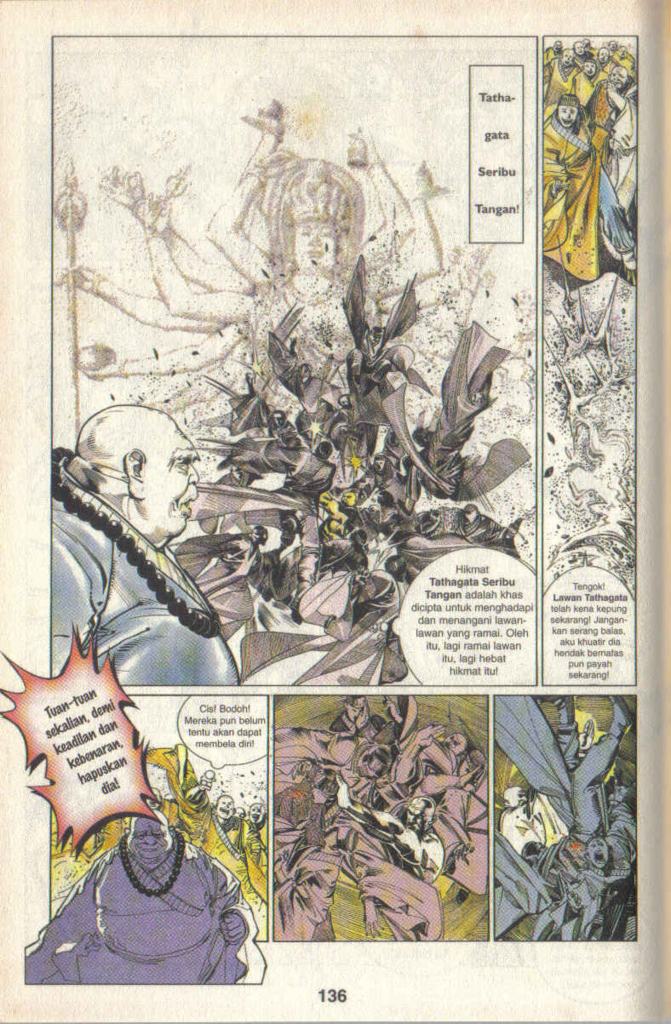 Tatha-
gata
Seribu
Tangan!
Hikmat
Tathagata Seribu
Tangan adalah khas
dicipta untuk menghadapi
dan menangani lawan-
lawan yang ramai. Oleh
itu, lagi ramai lawan
itu, lagi hebat
hikmat itu!
Tengok!
Lawan Tathagata
telah kena kepung
sekarang! Jangan-
kan serang balas,
aku khuatir dia
hendak bernafas
pun payah
sekarang!
Tuan-tuan
sekalian, demi
keadilan dan
kebenaran,
hapuskan
dia!
Cis! Bodoh!
Mereka pun belum
tentu akan dapat
membela diri!
136